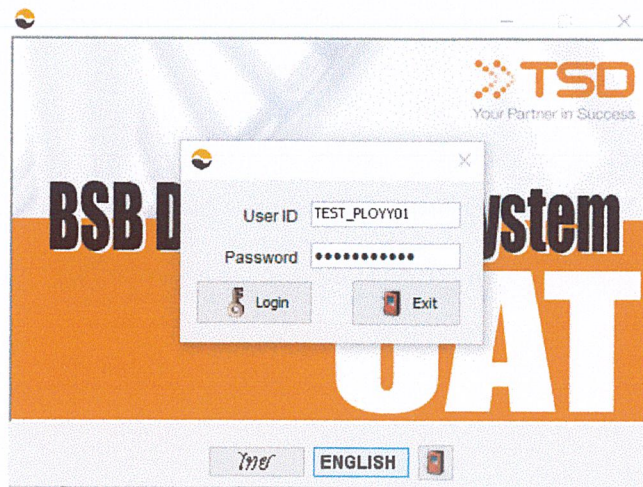 TSD
Your Partner in Success
BSB D ystem
User ID TEST_PLOYY01
Password
Login Exit
UAT
ไทย ENGLISH